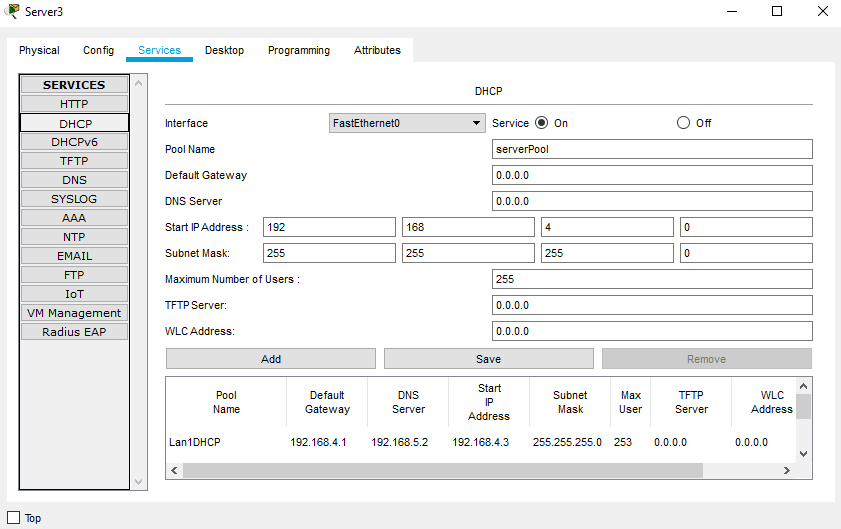 Server3
Physical Config Services Desktop Programming Attributes
SERVICES
HTTP
DHCP
DHCPv6
TFTP
DNS
SYSLOG
AAA
NTP
EMAIL
FTP
IoT
VM Management
Radius EAP
DHCP
Interface FastEthernet0 Service On Off
Pool Name serverPool
Default Gateway 0.0.0.0
DNS Server 0.0.0.0
Start IP Address : 192 168 4 0
Subnet Mask: 255 255 255 0
Maximum Number of Users : 255
TFTP Server: 0.0.0.0
WLC Address: 0.0.0.0
Add Save Remove
Pool Name Default Gateway DNS Server Start IP Address Subnet Mask Max User TFTP Server WLC Address
Lan1DHCP 192.168.4.1 192.168.5.2 192.168.4.3 255.255.255.0 253 0.0.0.0 0.0.0.0
Top